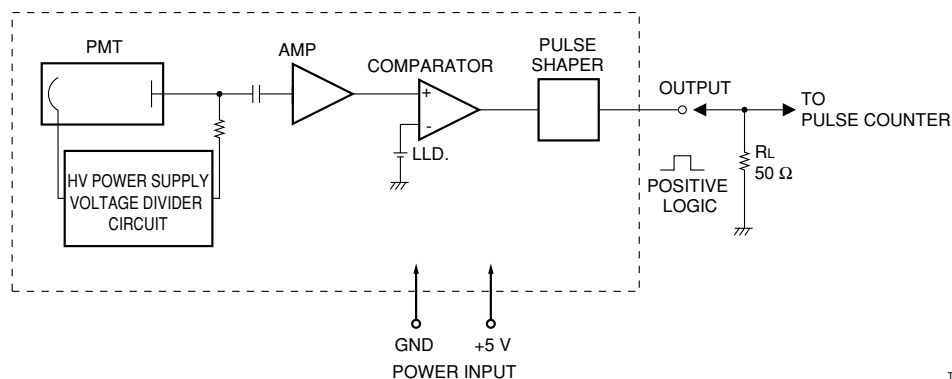 PMT
AMP
COMPARATOR
PULSE
SHAPER
OUTPUT
TO
PULSE COUNTER
+
-
LLD.
HV POWER SUPPLY
VOLTAGE DIVIDER
CIRCUIT
RL
50 Ω
POSITIVE
LOGIC
GND
+5 V
POWER INPUT